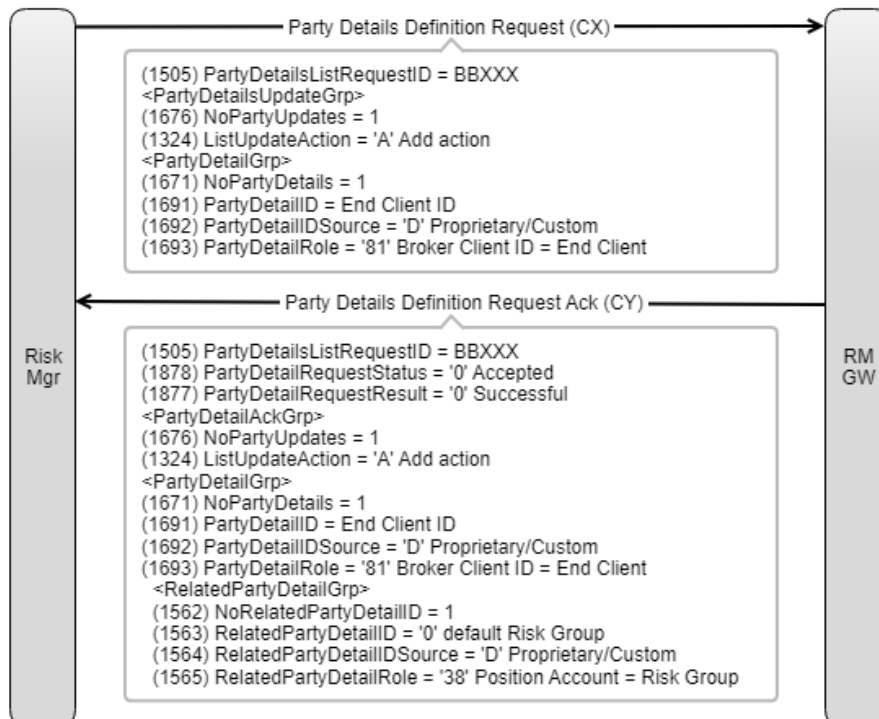 Party Details Definition Request (CX)
(1505) PartyDetailsListRequestID = BBXXX
<PartyDetailsUpdateGrp>
(1676) NoPartyUpdates = 1
(1324) ListUpdateAction = 'A' Add action
<PartyDetailGrp>
(1671) NoPartyDetails = 1
(1691) PartyDetailID = End Client ID
(1692) PartyDetailIDSource = 'D' Proprietary/Custom
(1693) PartyDetailRole = '81' Broker Client ID = End Client
Party Details Definition Request Ack (CY)
Risk
Mgr
(1505) PartyDetailsListRequestID = BBXXX
(1878) PartyDetailRequestStatus = '0' Accepted
(1877) PartyDetailRequestResult = '0' Successful
<PartyDetailAckGrp>
(1676) NoPartyUpdates = 1
(1324) ListUpdateAction = 'A' Add action
<PartyDetailGrp>
(1671) NoPartyDetails = 1
(1691) PartyDetailID = End Client ID
(1692) PartyDetailIDSource = 'D' Proprietary/Custom
(1693) PartyDetailRole = '81' Broker Client ID = End Client
<RelatedPartyDetailGrp>
(1562) NoRelatedPartyDetailID = 1
(1563) RelatedPartyDetailID = '0' default Risk Group
(1564) RelatedPartyDetailIDSource = 'D' Proprietary/Custom
(1565) RelatedPartyDetailRole = '38' Position Account = Risk Group
RM
GW